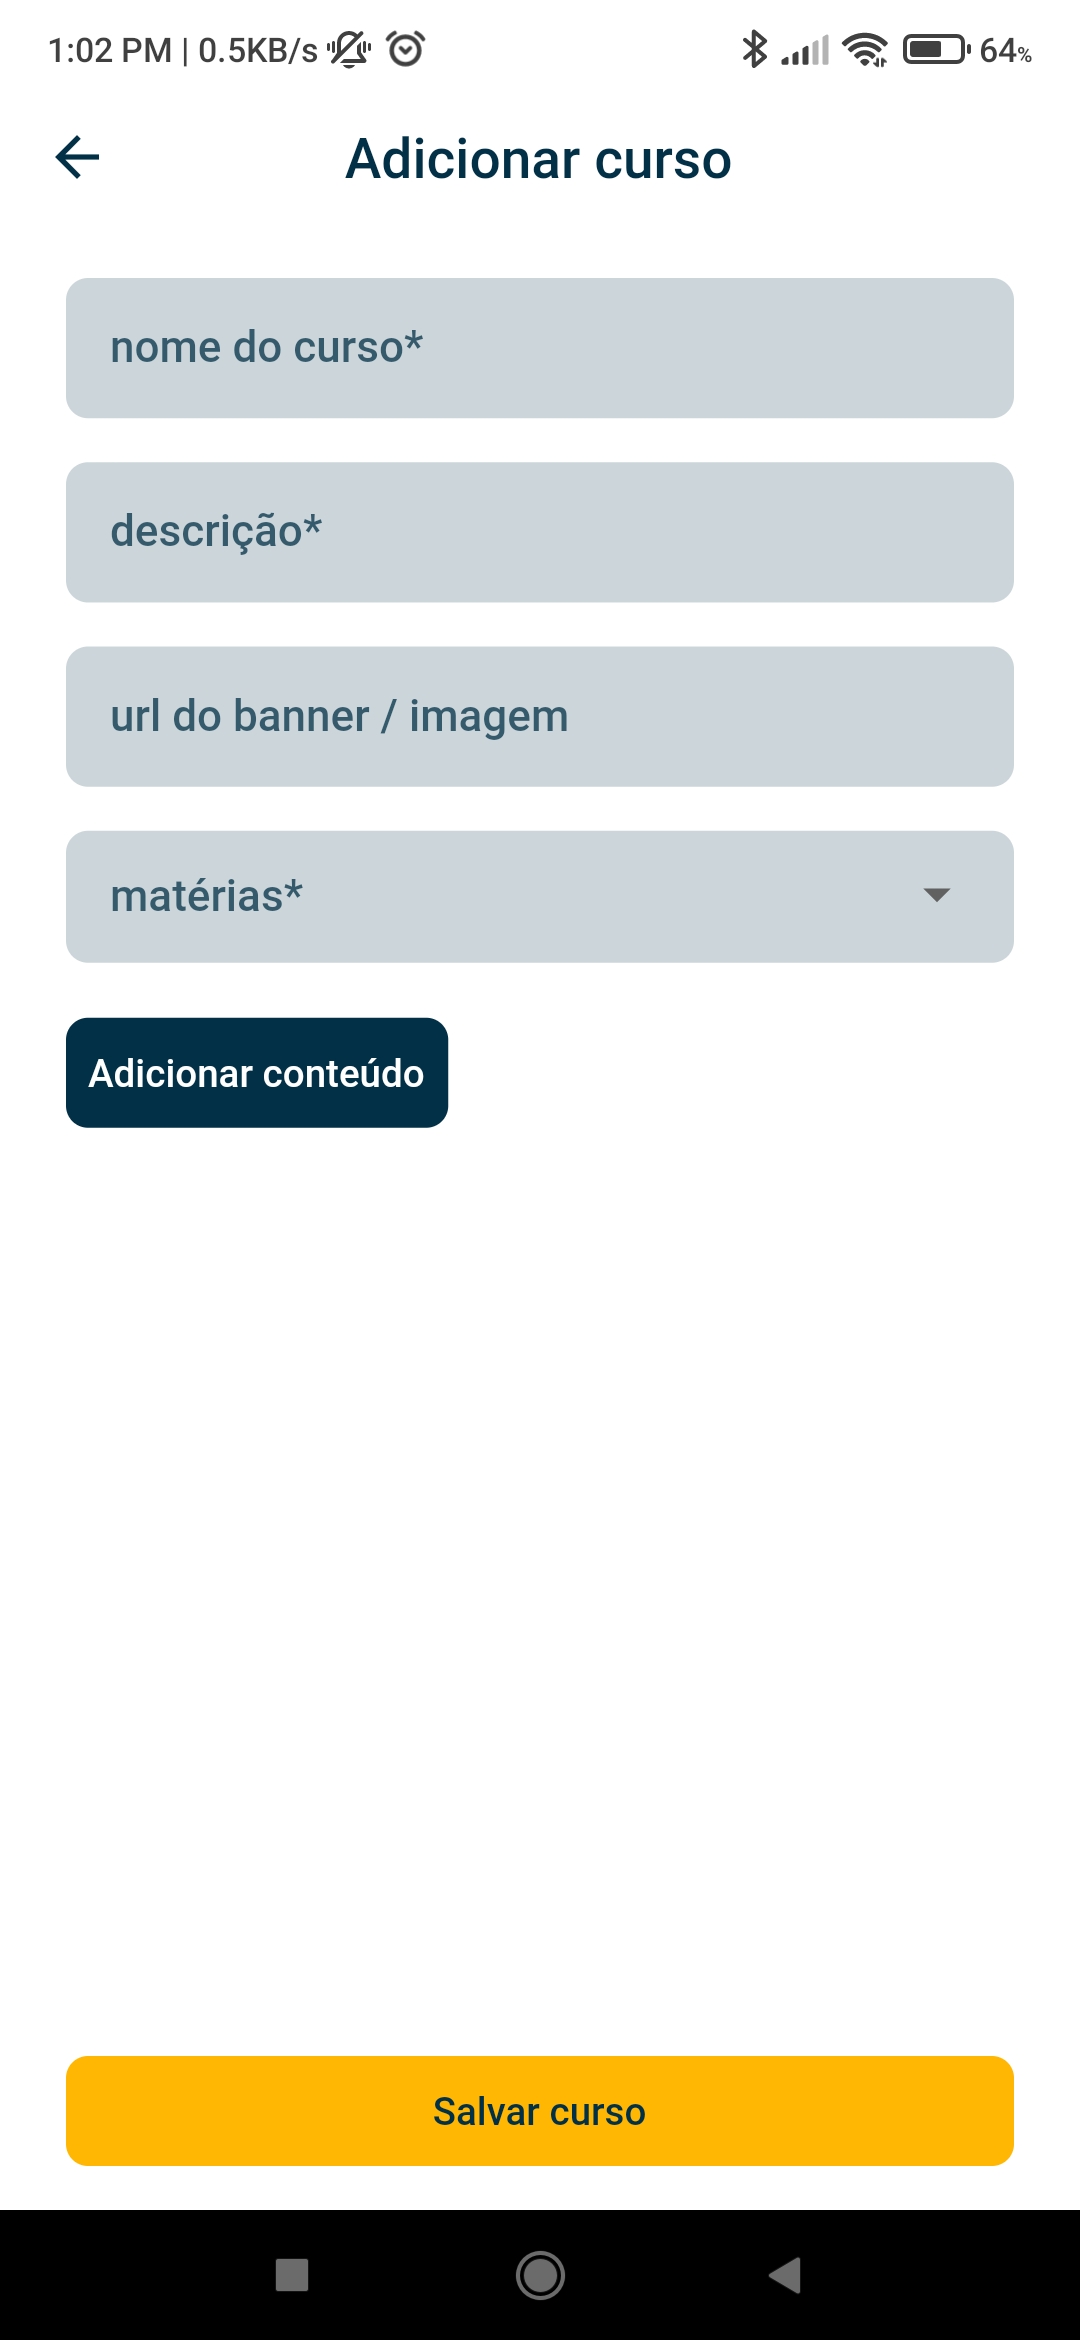 1:02 PM | 0.5KB/s 64%
Adicionar curso
nome do curso*
descrição*
url do banner / imagem
matérias*
Adicionar conteúdo
Salvar curso